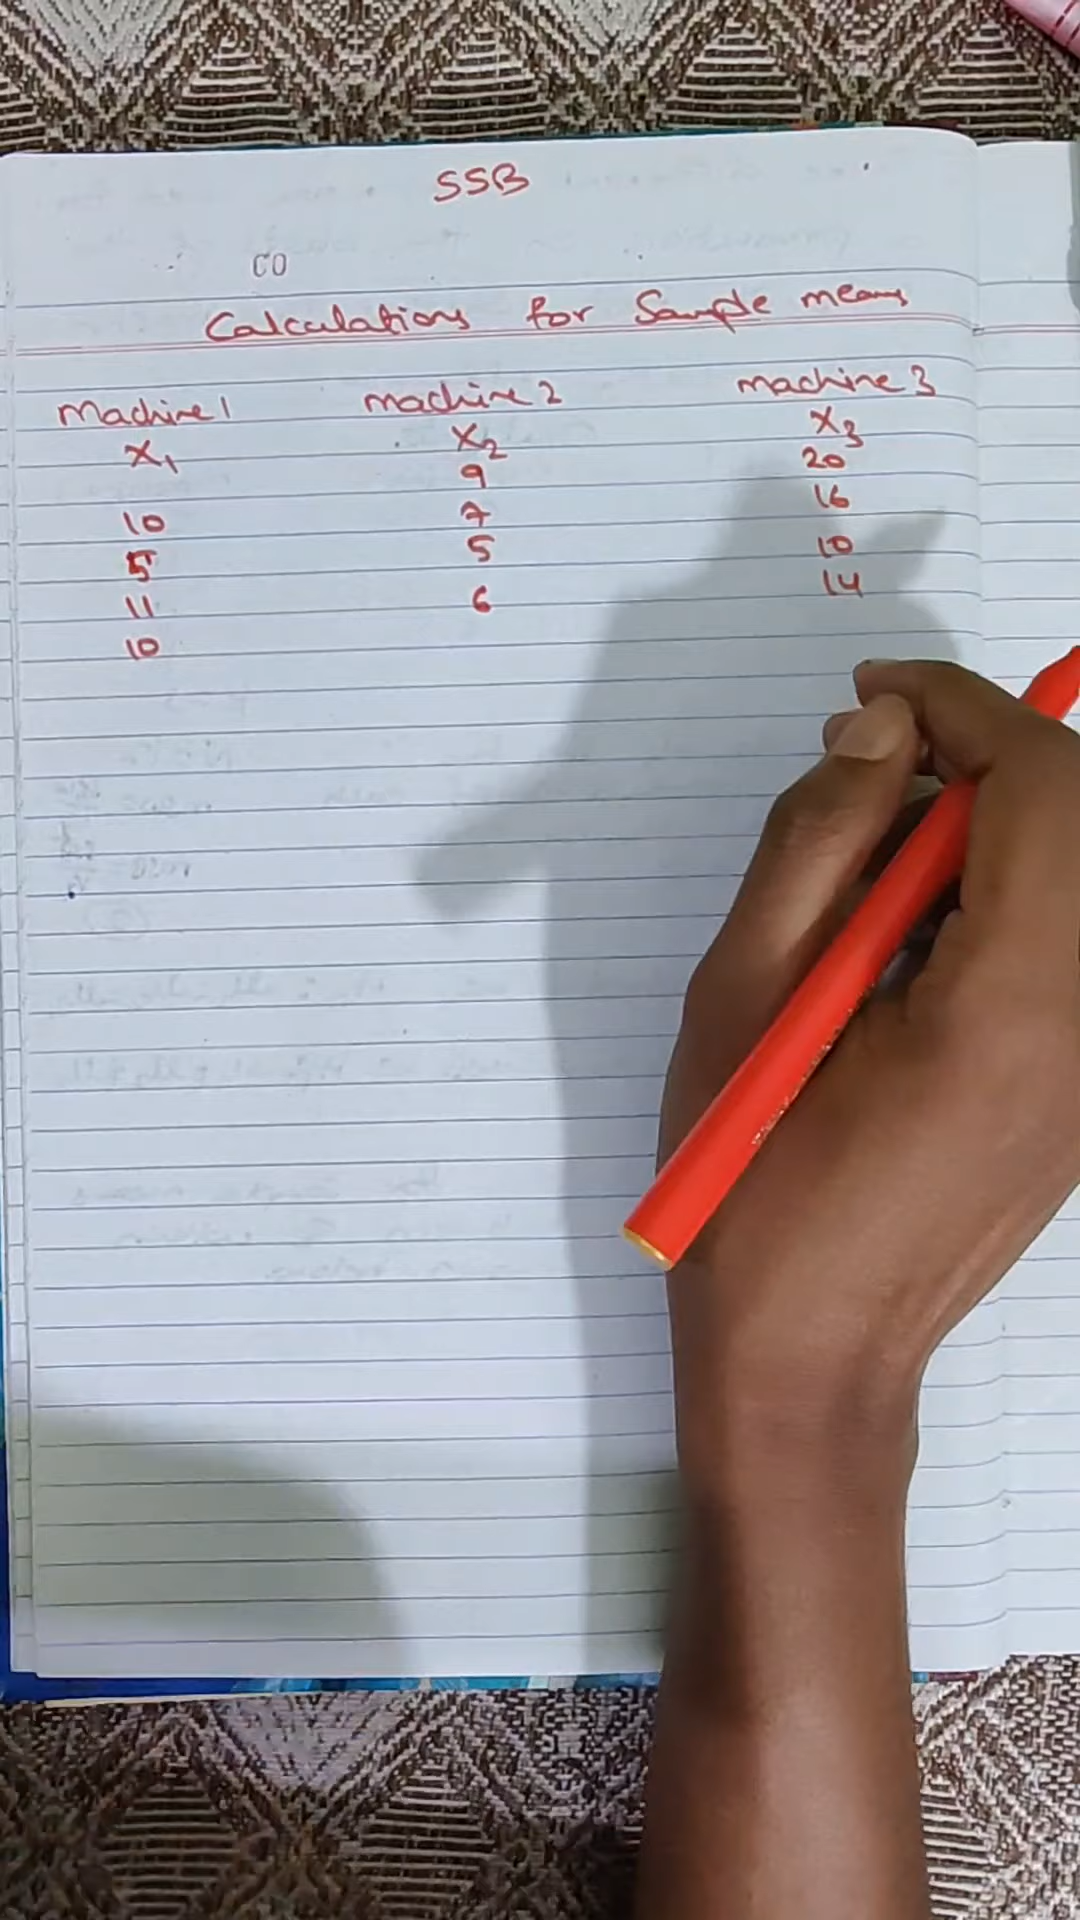 SSB
CO
Calculations for Sample means
Machine 1 machine 2 machine 3
X₁ X₂ X₃
9 20
10 7 16
5 5 10
11 6 14
10